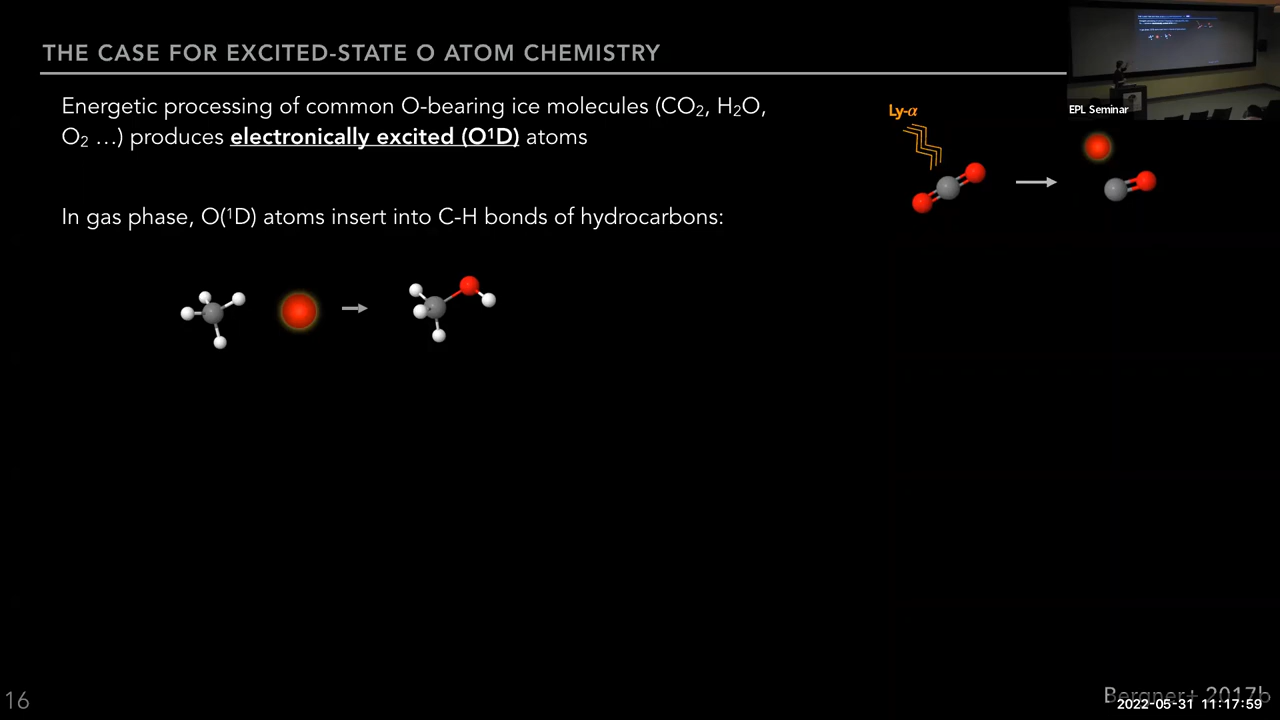 THE CASE FOR EXCITED-STATE O ATOM CHEMISTRY
Energetic processing of common O-bearing ice molecules (CO₂, H₂O,
O₂ …) produces electronically excited (O¹D) atoms
Ly-α
EPL Seminar
In gas phase, O(¹D) atoms insert into C-H bonds of hydrocarbons:
16
Bergner+ 2017b
2022-05-31 11:17:59